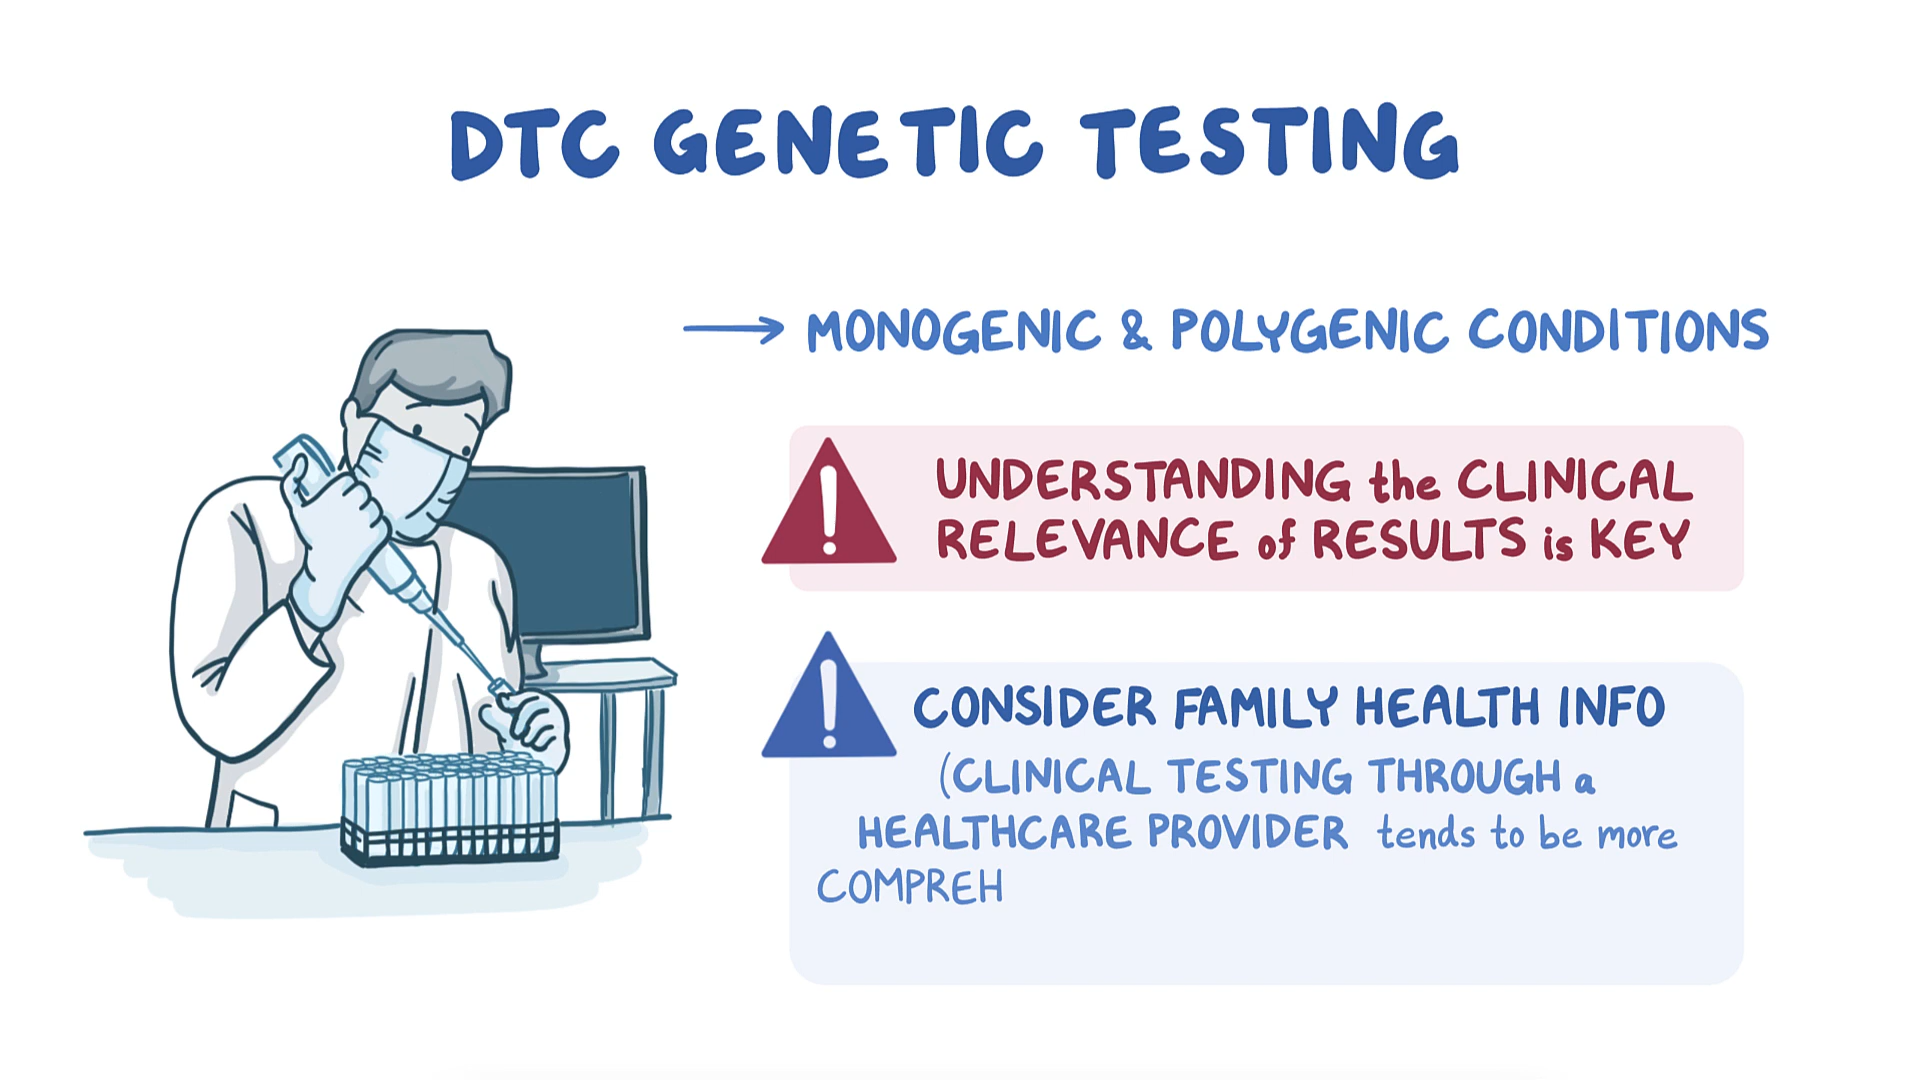 DTC GENETIC TESTING
→ MONOGENIC & POLYGENIC CONDITIONS
UNDERSTANDING the CLINICAL
RELEVANCE of RESULTS is KEY
CONSIDER FAMILY HEALTH INFO
(CLINICAL TESTING THROUGH a
HEALTHCARE PROVIDER tends to be more
COMPREH